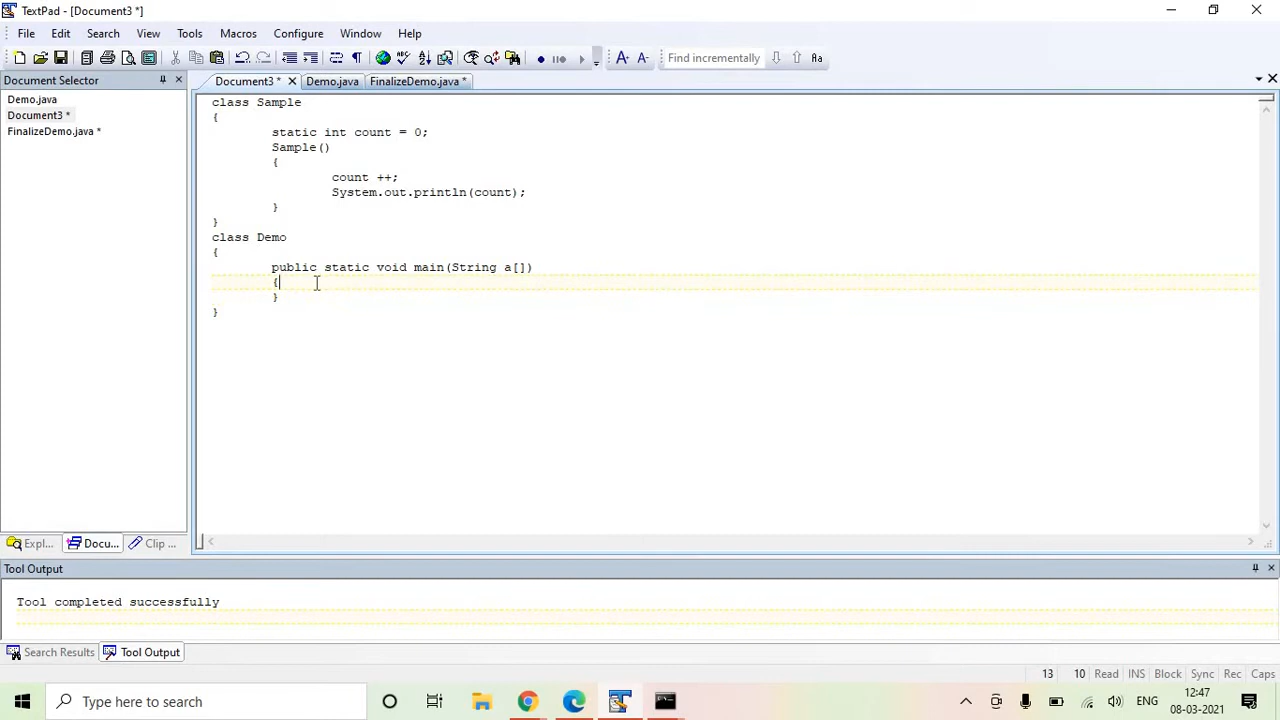 TextPad - [Document3 *]
File Edit Search View Tools Macros Configure Window Help
Find incrementally Aa
Document Selector
Document3 * Demo.java FinalizeDemo.java *
Demo.java
Document3 *
FinalizeDemo.java *
class Sample
{
static int count = 0;
Sample()
{
count ++;
System.out.println(count);
}
}
class Demo
{
public static void main(String a[])
{
}
}
Expl... Docu... Clip ...
Tool Output
Tool completed successfully
Search Results Tool Output
13 10 Read INS Block Sync Rec Caps
Type here to search
ENG
12:47
08-03-2021